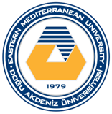 EASTERN MEDITERRANEAN UNIVERSITY
DOĞU AKDENİZ ÜNİVERSİTESİ
1979